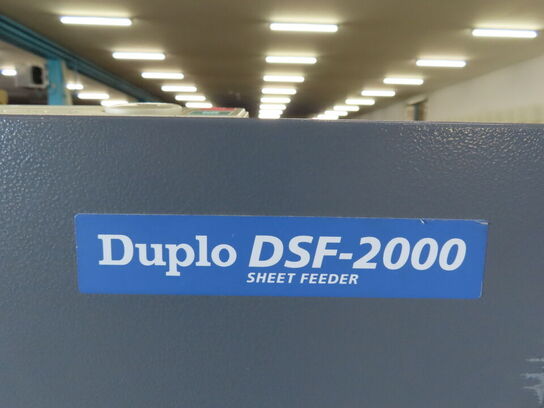 Duplo DSF-2000
SHEET FEEDER